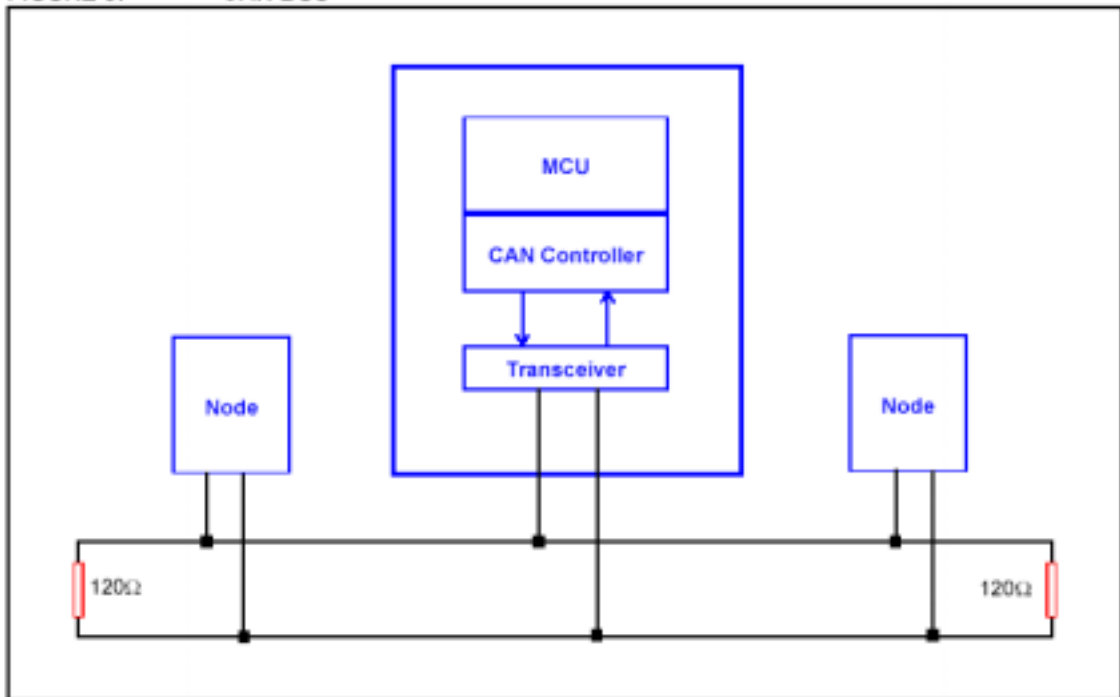 MCU
CAN Controller
Transceiver
Node
Node
120Ω
120Ω